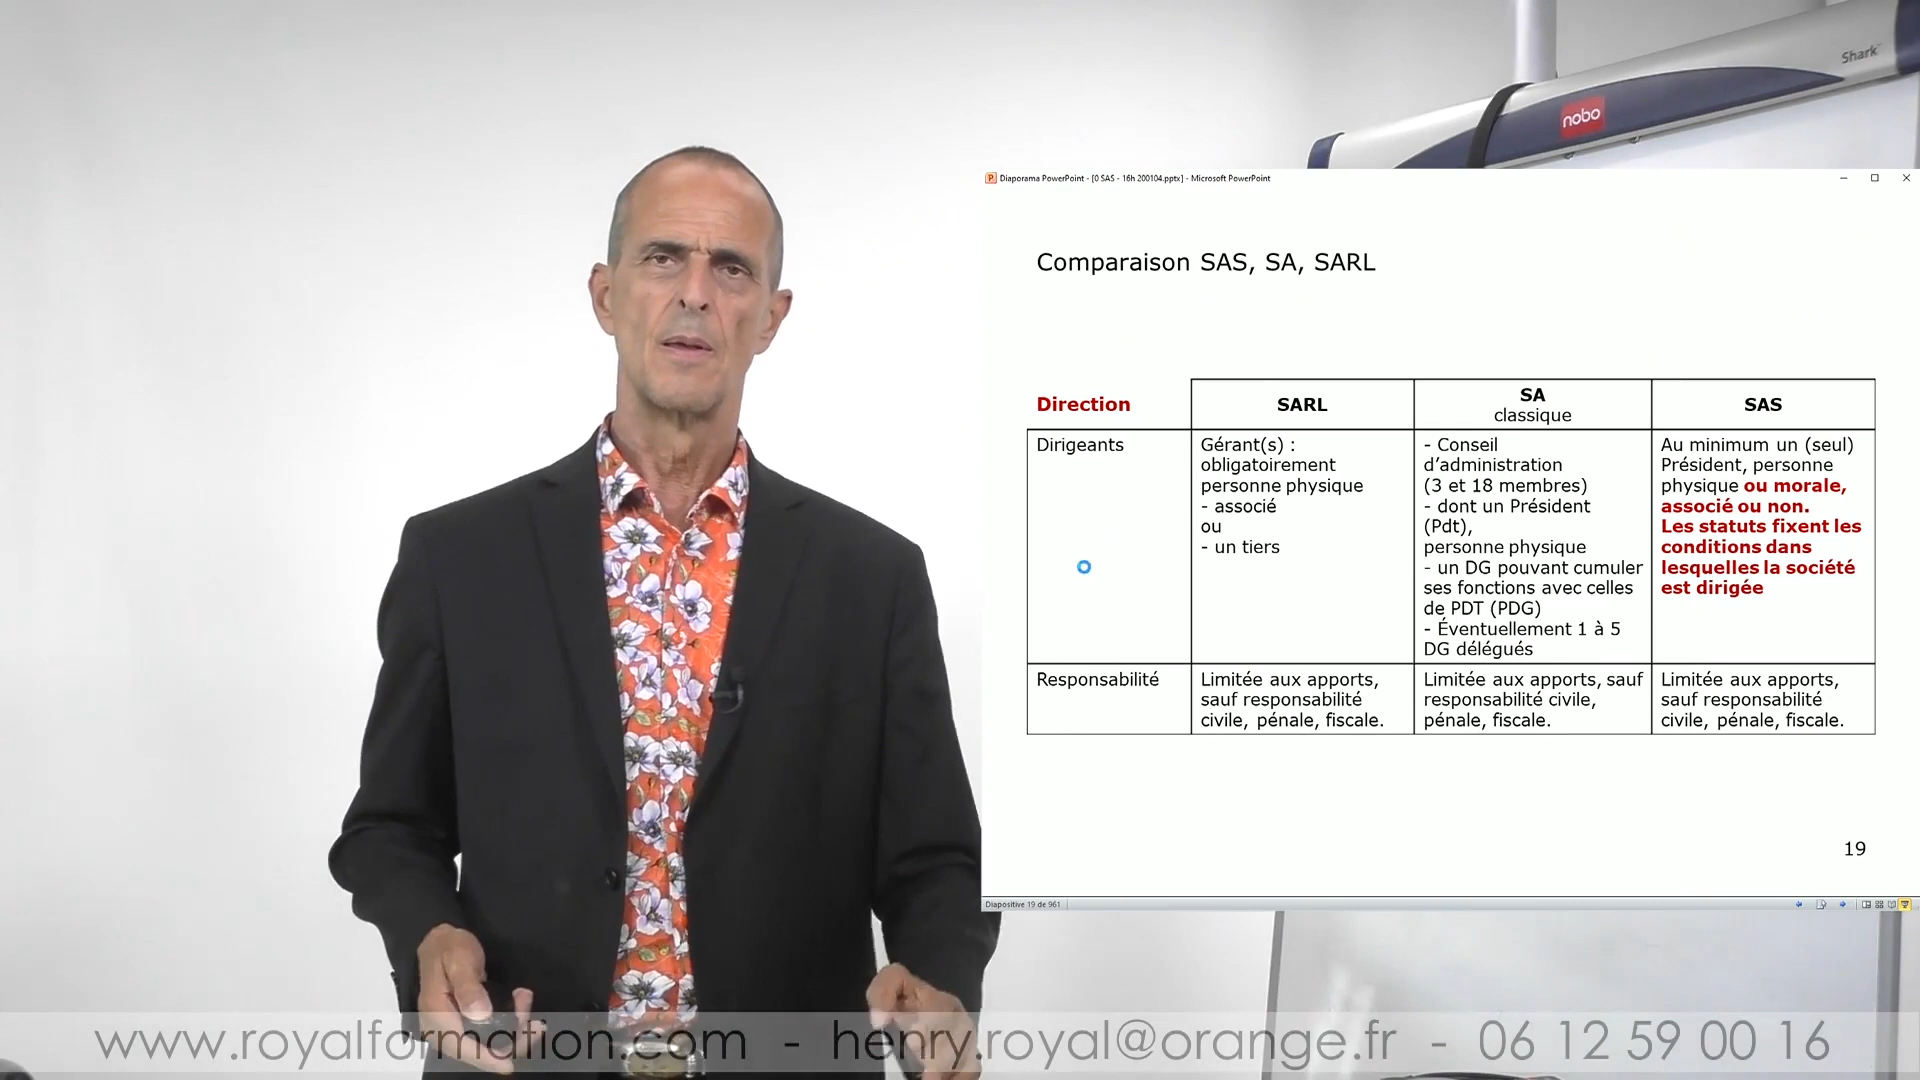 Shark
nobo
Diaporama PowerPoint - [0 SAS - 16h 200104.pptx] - Microsoft PowerPoint
Comparaison SAS, SA, SARL
Direction
SARL
SA
classique
SAS
Dirigeants
Gérant(s) :
obligatoirement
personne physique
- associé
ou
- un tiers
- Conseil
d’administration
(3 et 18 membres)
- dont un Président
(Pdt),
personne physique
- un DG pouvant cumuler
ses fonctions avec celles
de PDT (PDG)
- Éventuellement 1 à 5
DG délégués
Au minimum un (seul)
Président, personne
physique ou morale,
associé ou non.
Les statuts fixent les
conditions dans
lesquelles la société
est dirigée
Responsabilité
Limitée aux apports,
sauf responsabilité
civile, pénale, fiscale.
Limitée aux apports, sauf
responsabilité civile,
pénale, fiscale.
Limitée aux apports,
sauf responsabilité
civile, pénale, fiscale.
19
Diapositive 19 de 961
www.royalformation.com - henry.royal@orange.fr - 06 12 59 00 16